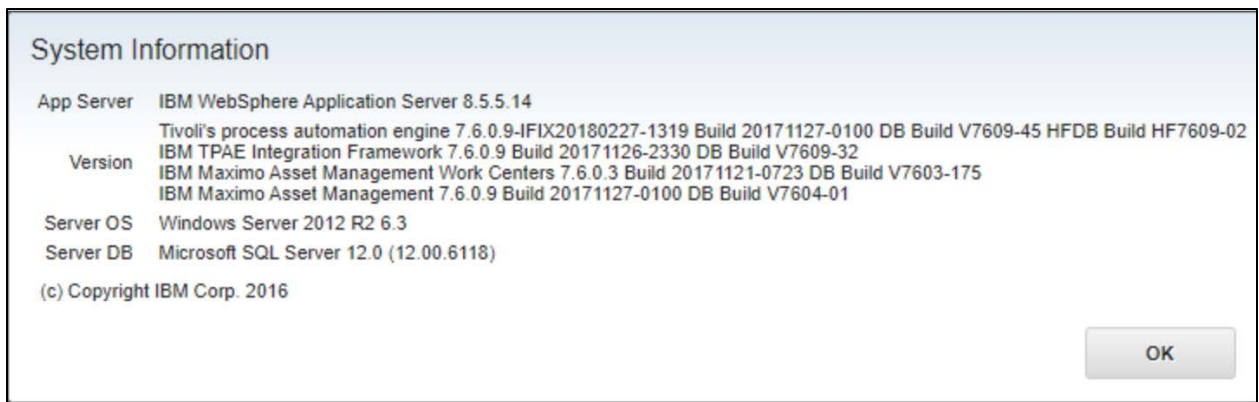 System Information
App Server IBM WebSphere Application Server 8.5.5.14
Tivoli's process automation engine 7.6.0.9-IFIX20180227-1319 Build 20171127-0100 DB Build V7609-45 HFDB Build HF7609-02
Version IBM TPAE Integration Framework 7.6.0.9 Build 20171126-2330 DB Build V7609-32
IBM Maximo Asset Management Work Centers 7.6.0.3 Build 20171121-0723 DB Build V7603-175
IBM Maximo Asset Management 7.6.0.9 Build 20171127-0100 DB Build V7604-01
Server OS Windows Server 2012 R2 6.3
Server DB Microsoft SQL Server 12.0 (12.00.6118)
(c) Copyright IBM Corp. 2016
OK